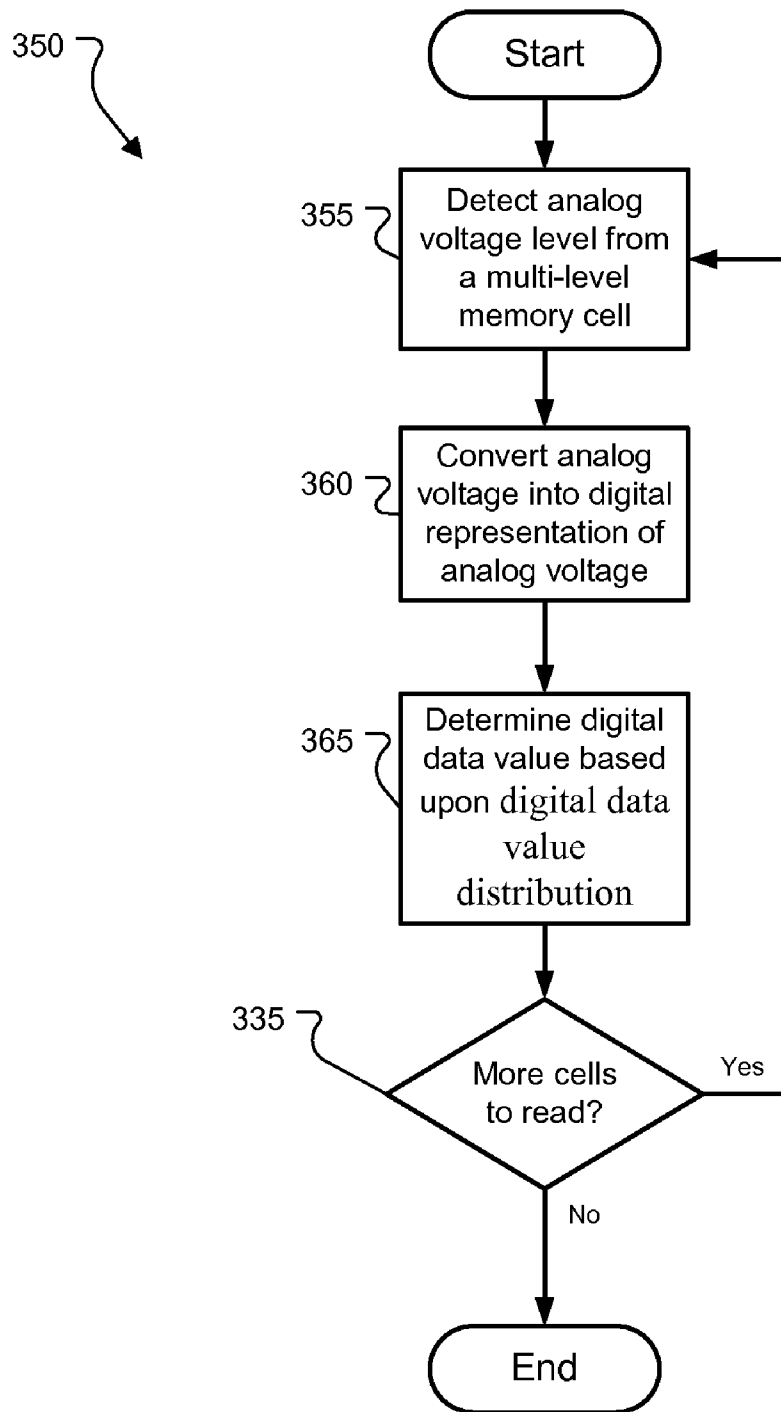 350
Start
355
Detect analog
voltage level from
a multi-level
memory cell
360
Convert analog
voltage into digital
representation of
analog voltage
365
Determine digital
data value based
upon digital data
value
distribution
335
More cells
to read?
Yes
No
End